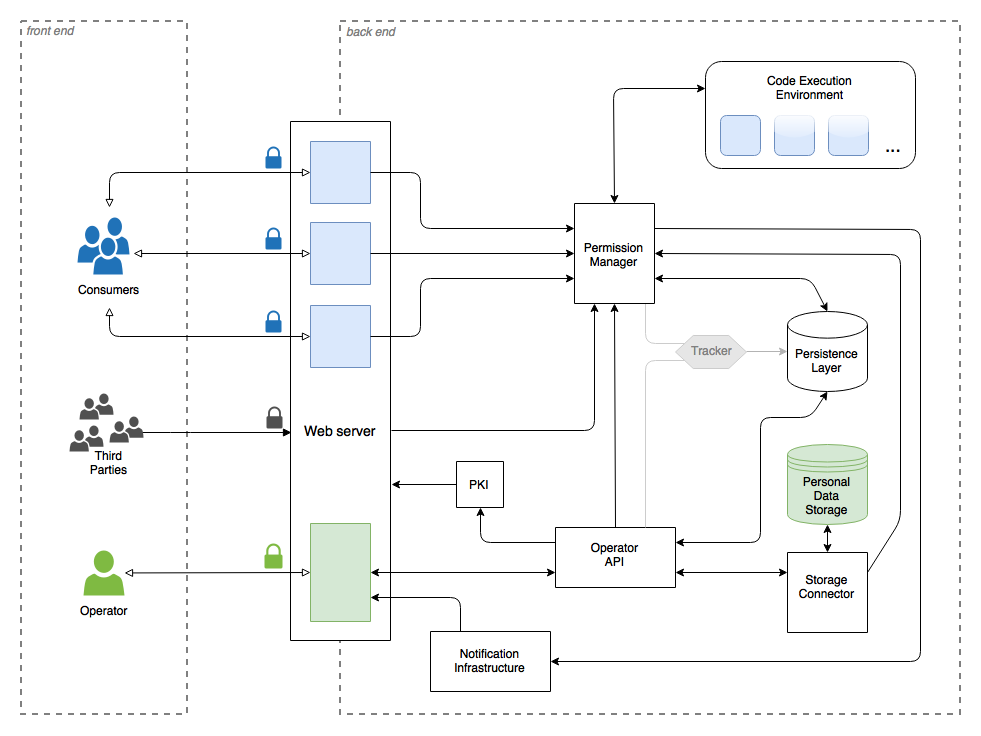 front end
back end
Code Execution
Environment
...
Permission
Manager
Consumers
Tracker
Persistence
Layer
Web server
Third
Parties
PKI
Personal
Data
Storage
Operator
API
Storage
Connector
Operator
Notification
Infrastructure